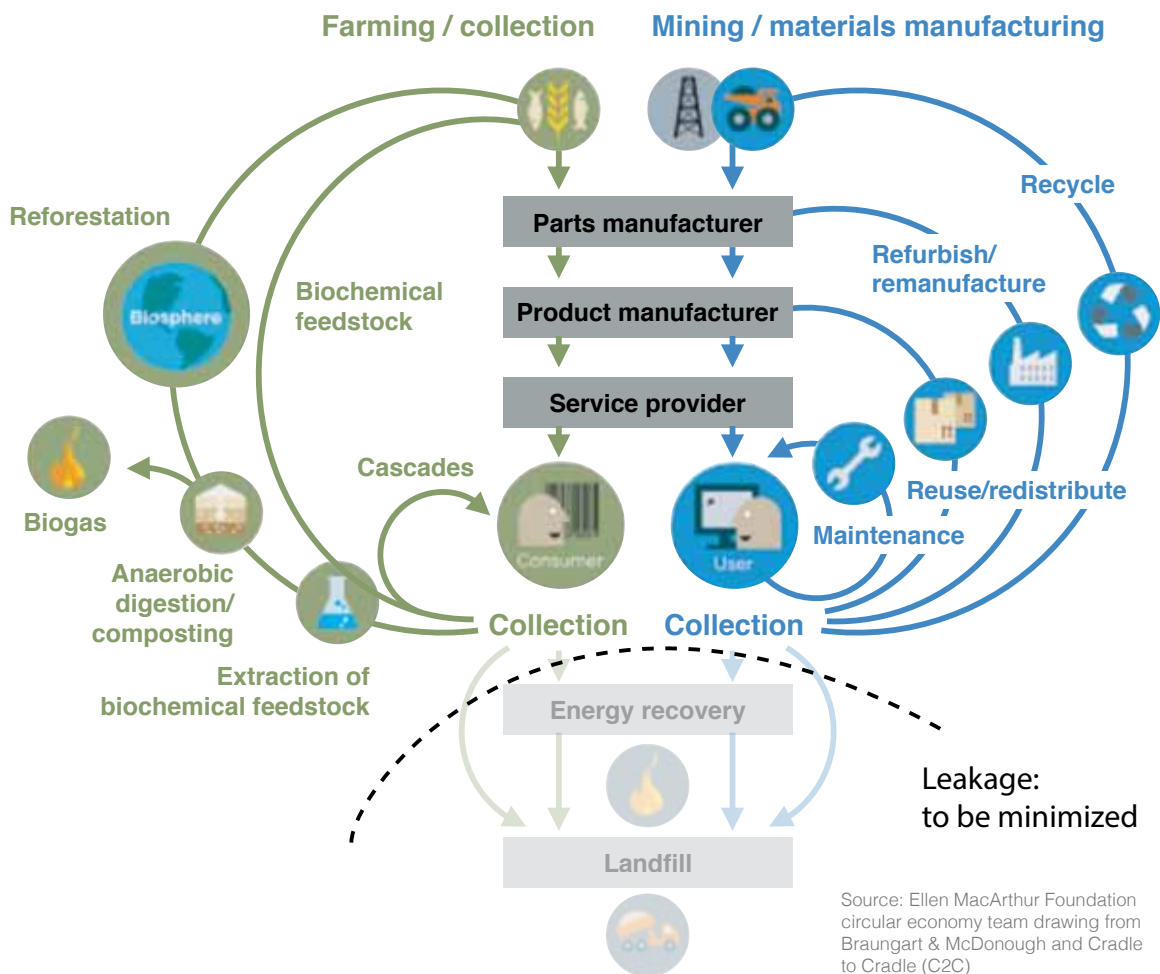 Farming / collection
Mining / materials manufacturing
Recycle
Parts manufacturer
Reforestation
Refurbish/
remanufacture
Biochemical
feedstock
Product manufacturer
Biosphere
Service provider
Cascades
Reuse/redistribute
Biogas
Maintenance
Consumer
User
Anaerobic
digestion/
composting
Collection
Collection
Extraction of
biochemical feedstock
Energy recovery
Leakage:
to be minimized
Landfill
Source: Ellen MacArthur Foundation
circular economy team drawing from
Braungart & McDonough and Cradle
to Cradle (C2C)